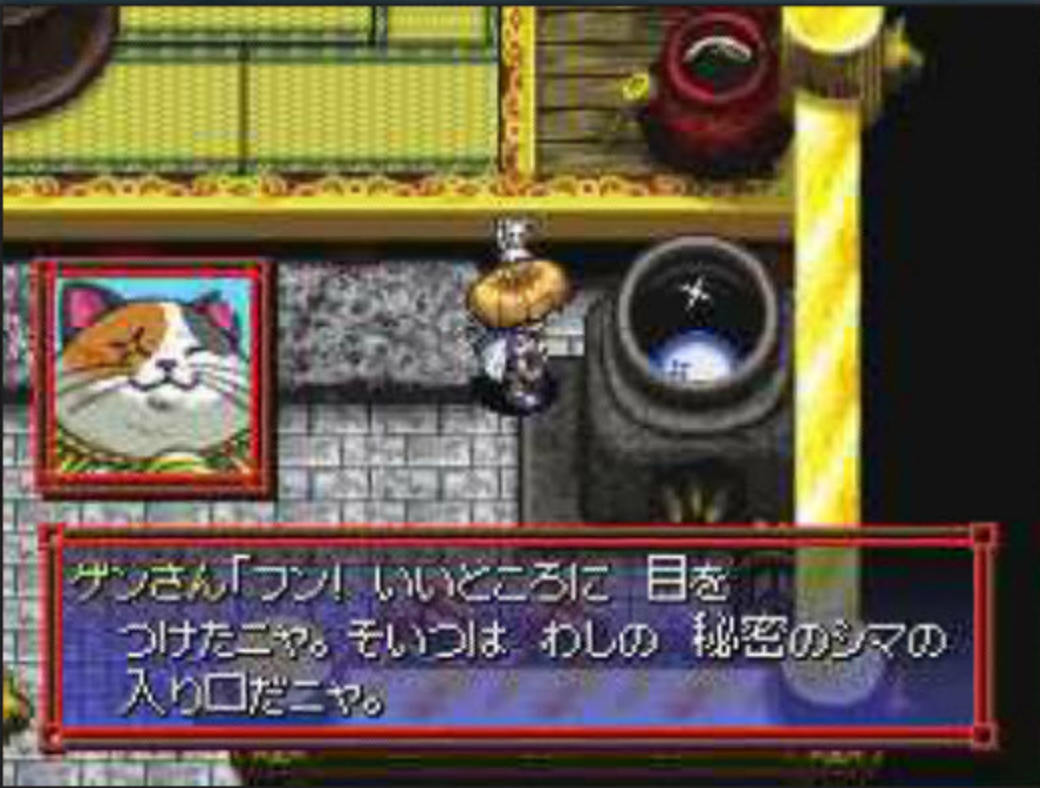 ゲンさん「フン! いいところに 目を
つけたニャ。そいつは わしの 秘密のシマの
入り口だニャ。